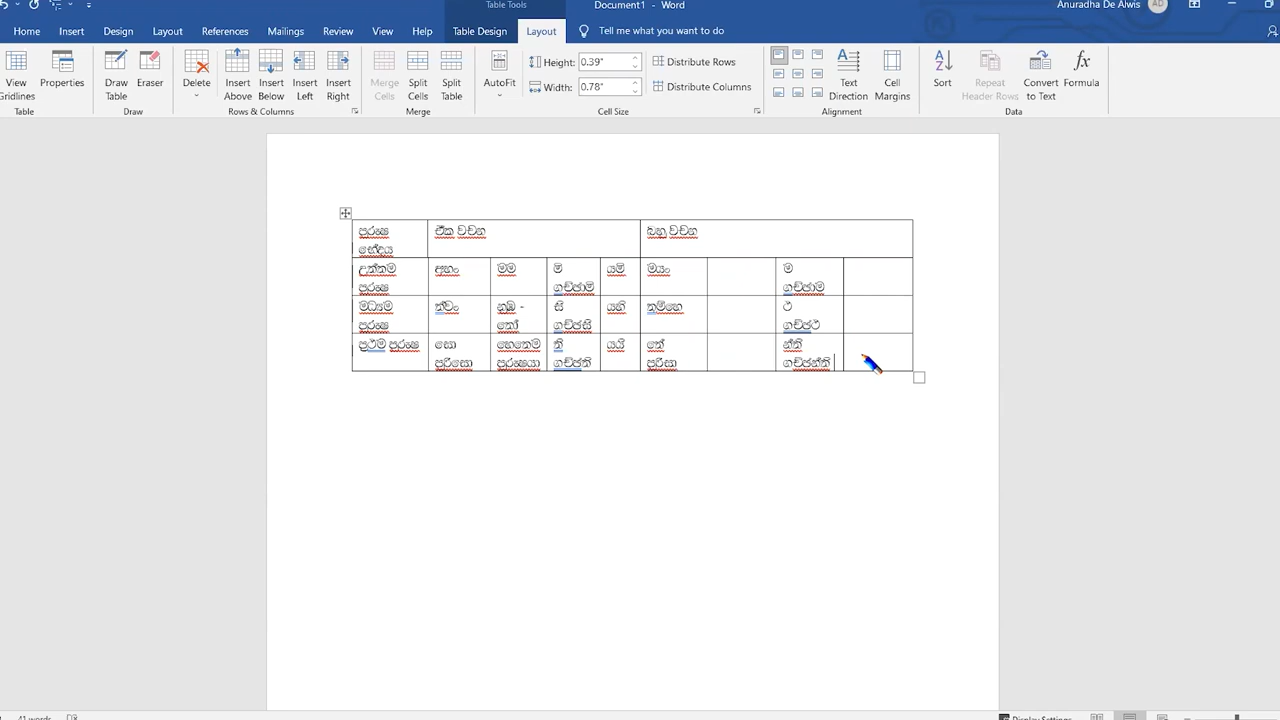 Table Tools
Document1 - Word
Anuradha De Alwis
AD
Home Insert Design Layout References Mailings Review View Help Table Design Layout Tell me what you want to do
View Gridlines
Properties
Draw Table
Eraser
Delete
Insert Above
Insert Below
Insert Left
Insert Right
Merge Cells
Split Cells
Split Table
AutoFit
Height: 0.39"
Width: 0.78"
Distribute Rows
Distribute Columns
Text Direction
Cell Margins
Sort
Repeat Header Rows
Convert to Text
Formula
Table Draw Rows & Columns Merge Cell Size Alignment Data
පුරුෂ ඒක වචන බහු වචන
භේදය
උත්තම අහං මම මි යමි මයං ම
පුරුෂ ගච්ඡාමි ගච්ඡාම
මධ්‍යම ත්වං නුඹ - සි යහි තුම්හෙ ථ
පුරුෂ තෝ ගච්ඡසි ගච්ඡථ
ප්‍රථම පුරුෂ සො හෙතෙම ති යයි තේ න්ති
පුරිසො පුරුෂයා ගච්ඡති පුරිසා ගච්ඡන්ති
41 words
Display Settings